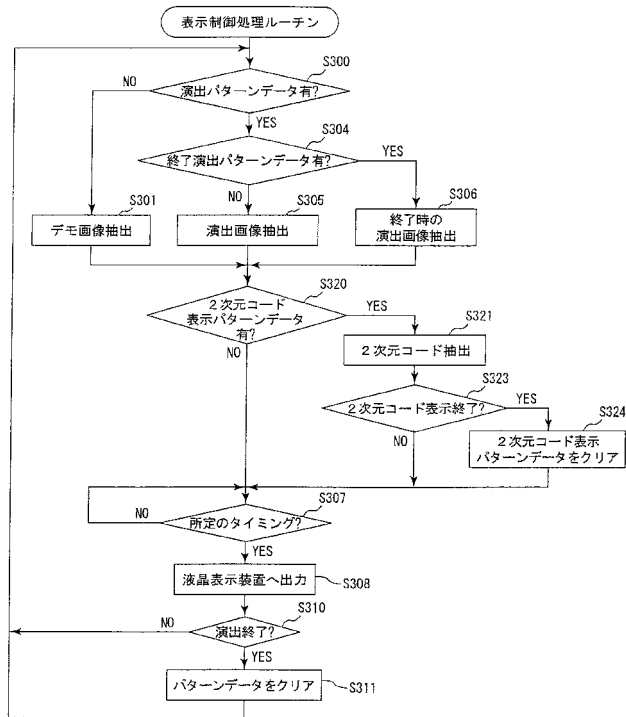 表示制御処理ルーチン
S300
NO
演出パターンデータ有?
YES
S304
終了演出パターンデータ有?
YES
NO
S301
デモ画像抽出
S305
演出画像抽出
S306
終了時の
演出画像抽出
S320
2次元コード
表示パターンデータ
有?
YES
NO
S321
2次元コード抽出
S323
2次元コード表示終了?
YES
NO
S324
2次元コード表示
パターンデータをクリア
S307
NO
所定のタイミング?
YES
液晶表示装置へ出力
S308
S310
NO
演出終了?
YES
パターンデータをクリア
S311